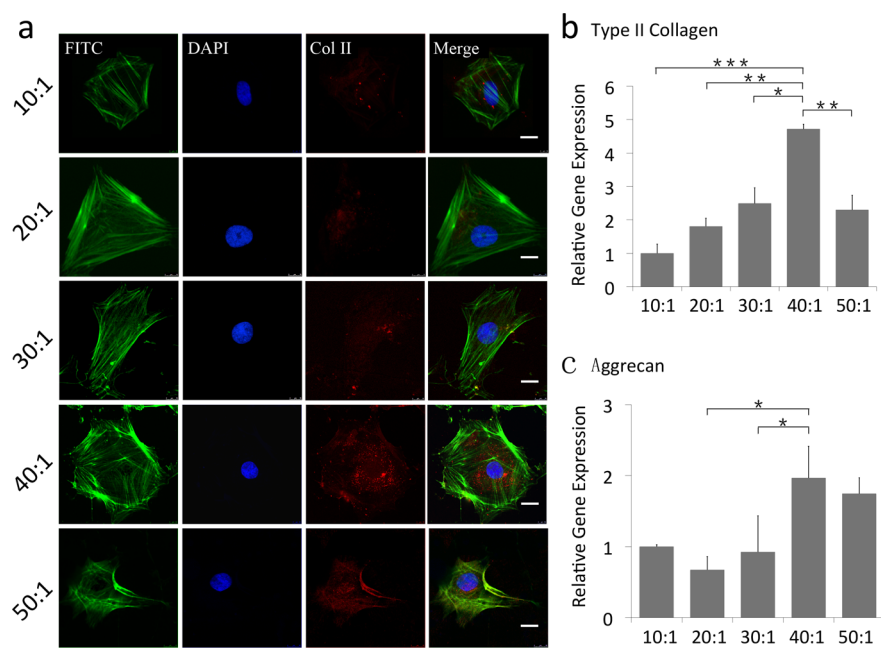 a
FITC
DAPI
Col II
Merge
10:1
20:1
30:1
40:1
50:1
b Type II Collagen
***
**
*
**
Relative Gene Expression
6
5
4
3
2
1
0
10:1 20:1 30:1 40:1 50:1
C Aggrecan
*
*
Relative Gene Expression
3
2
1
0
10:1 20:1 30:1 40:1 50:1